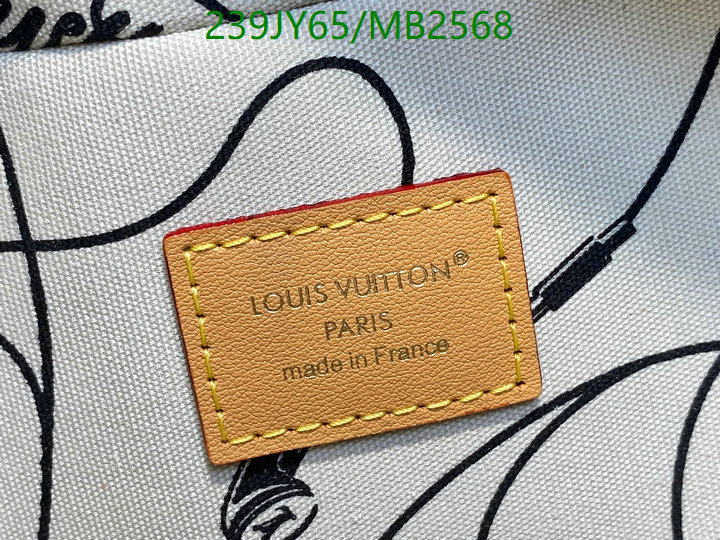 239JY65/MB2568
LOUIS VUITTON®
PARIS
made in France